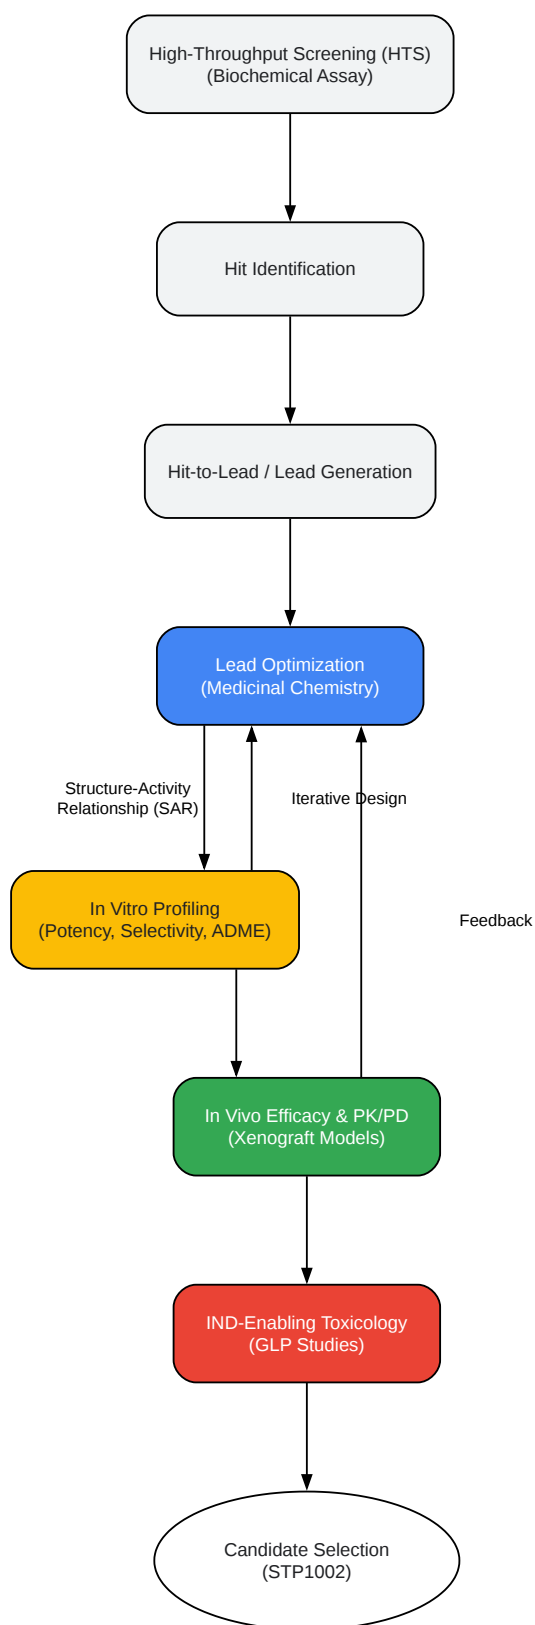 High-Throughput Screening (HTS)
(Biochemical Assay)
Hit Identification
Hit-to-Lead / Lead Generation
Lead Optimization
(Medicinal Chemistry)
Structure-Activity
Relationship (SAR)
Iterative Design
In Vitro Profiling
(Potency, Selectivity, ADME)
Feedback
In Vivo Efficacy & PK/PD
(Xenograft Models)
IND-Enabling Toxicology
(GLP Studies)
Candidate Selection
(STP1002)